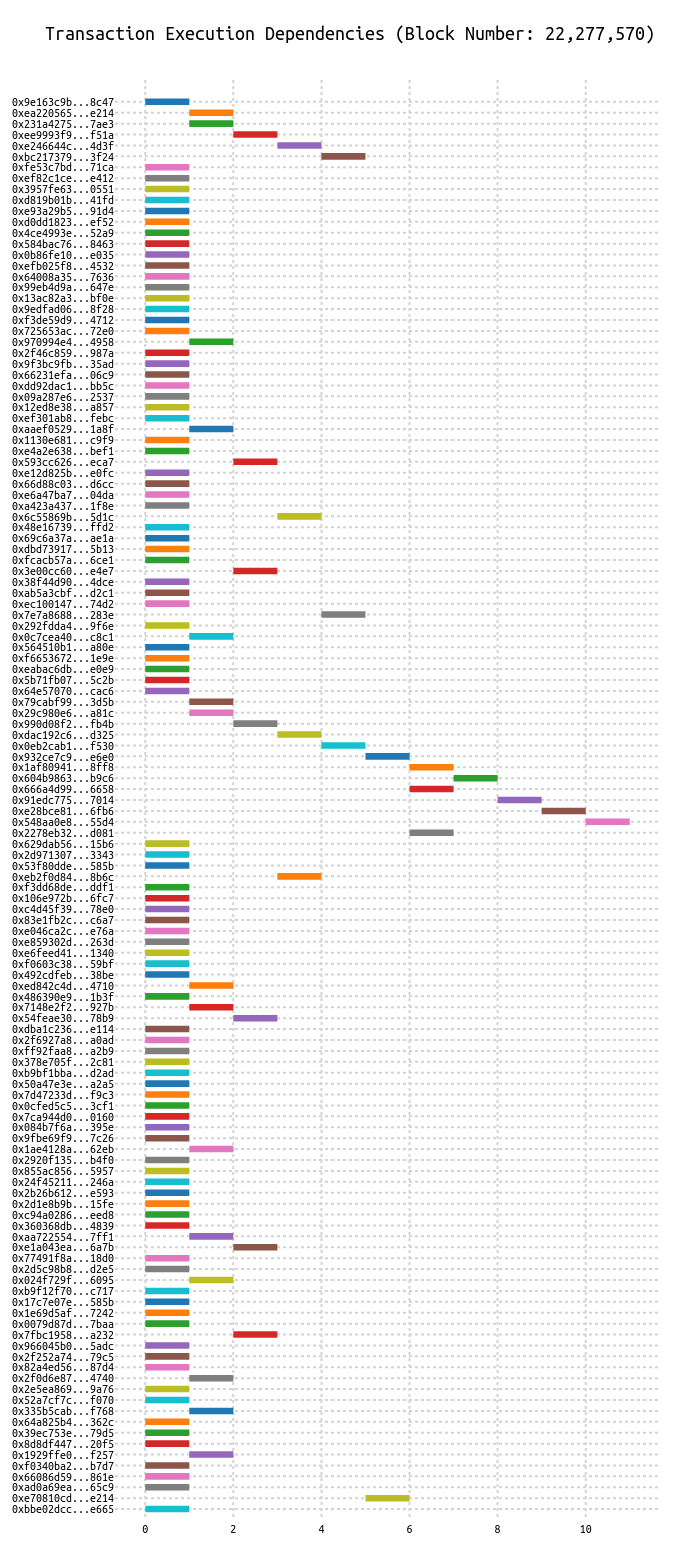 Transaction Execution Dependencies (Block Number: 22,277,570)
0x9e163c9b...8c47
0xea220565...e214
0x231a4275...7ae3
0xee9993f9...f51a
0xe246644c...4d3f
0xbc217379...3f24
0xfe53c7bd...71ca
0xef82c1ce...e412
0x3957fe63...0551
0xd819b01b...41fd
0xe93a29b5...91d4
0xd0dd1823...ef52
0x4ce4993e...52a9
0x584bac76...8463
0x0b86fe10...e035
0xefb025f8...4532
0x64008a35...7636
0x99eb4d9a...647e
0x13ac82a3...bf0e
0x9edfad06...8f28
0xf3de59d9...4712
0x725653ac...72e0
0x970994e4...4958
0x2f46c859...987a
0x9f3bc9fb...35ad
0x66231efa...06c9
0xdd92dac1...bb5c
0x09a287e6...2537
0x12ed8e38...a857
0xef301ab8...febc
0xaaef0529...1a8f
0x1130e681...c9f9
0xe4a2e638...bef1
0x593cc626...eca7
0xe12d825b...e0fc
0x66d88c03...d6cc
0xe6a47ba7...04da
0xa423a437...1f8e
0x6c55869b...5d1c
0x48e16739...ffd2
0x69c6a37a...ae1a
0xdbd73917...5b13
0xfcacb57a...6ce1
0x3e00cc60...e4e7
0x38f44d90...4dce
0xab5a3cbf...d2c1
0xec100147...74d2
0x7e7a8688...283e
0x292fdda4...9f6e
0x0c7cea40...c8c1
0x564510b1...a80e
0xf6653672...1e9e
0xeabac6db...e0e9
0x5b71fb07...5c2b
0x64e57070...cac6
0x79cabf99...3d5b
0x29c980e6...a81c
0x990d08f2...fb4b
0xdac192c6...d325
0x0eb2cab1...f530
0x932ce7c9...e6e0
0x1af80941...8ff8
0x604b9863...b9c6
0x666a4d99...6658
0x91edc775...7014
0xe28bce81...6fb6
0x548aa0e8...55d4
0x2278eb32...d081
0x629dab56...15b6
0x2d971307...3343
0x53f80dde...585b
0xeb2f0d84...8b6c
0xf3dd68de...ddf1
0x106e972b...6fc7
0xc4d45f39...78e0
0x83e1fb2c...c6a7
0xe046ca2c...e76a
0xe859302d...263d
0xe6feed41...1340
0xf0603c38...59bf
0x492cdfeb...38be
0xed842c4d...4710
0x486390e9...1b3f
0x7148e2f2...927b
0x54feae30...78b9
0xdba1c236...e114
0x2f6927a8...a0ad
0xff92faa8...a2b9
0x378e705f...2c81
0xb9bf1bba...d2ad
0x50a47e3e...a2a5
0x7d47233d...f9c3
0x0cfed5c5...3cf1
0x7ca944d0...0160
0x084b7f6a...395e
0x9fbe69f9...7c26
0x1ae4128a...62eb
0x2920f135...b4f0
0x855ac856...5957
0x24f45211...246a
0x2b26b612...e593
0x2d1e8b9b...15fe
0xc94a0286...eed8
0x360368db...4839
0xaa722554...7ff1
0xe1a043ea...6a7b
0x77491f8a...18d0
0x2d5c98b8...d2e5
0x024f729f...6095
0xb9f12f70...c717
0x17c7e07e...585b
0x1e69d5af...7242
0x0079d87d...7baa
0x7fbc1958...a232
0x966045b0...5adc
0x2f252a74...79c5
0x82a4ed56...87d4
0x2f0d6e87...4740
0x2e5ea869...9a76
0x52a7cf7c...f070
0x335b5cab...f768
0x64a825b4...362c
0x39ec753e...79d5
0x8d8df447...20f5
0x1929ffe0...f257
0xf0340ba2...b7d7
0x66086d59...861e
0xad0a69ea...65c9
0xe70810cd...e214
0xbbe02dcc...e665
0 2 4 6 8 10